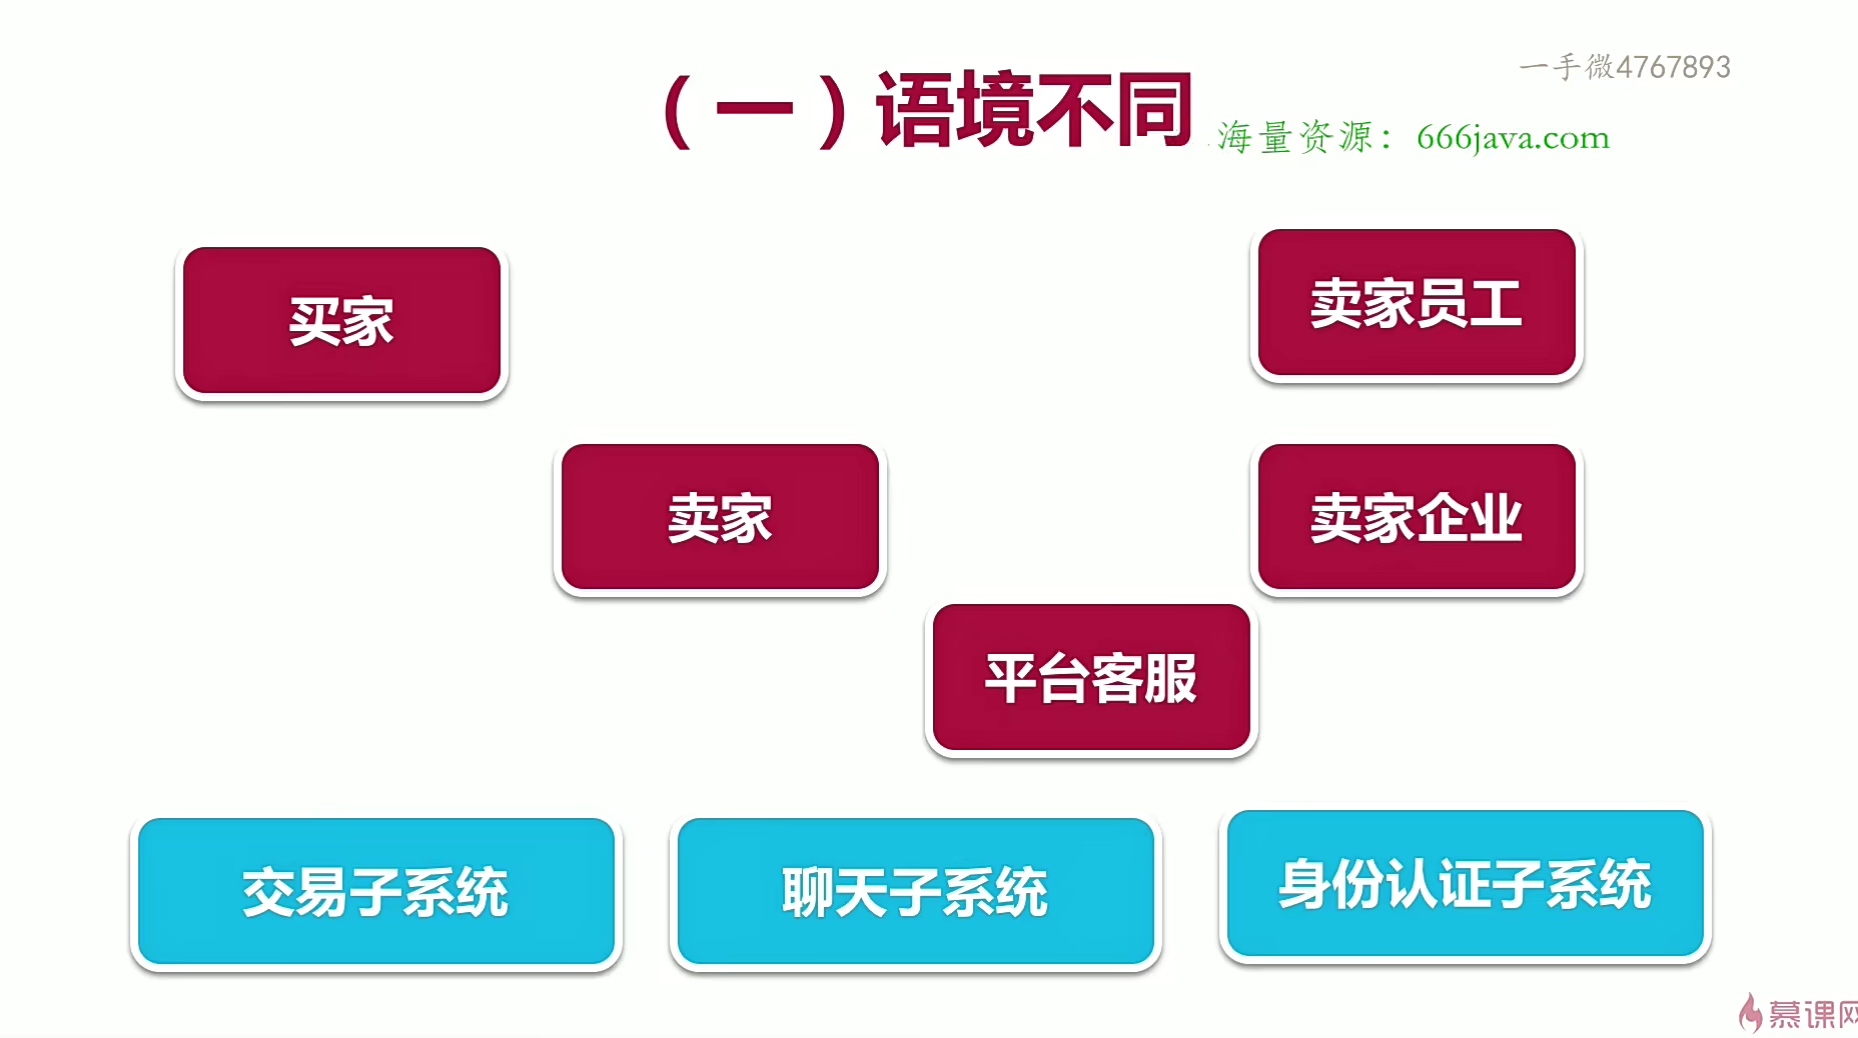 一手微4767893
（一）语境不同
海量资源：666java.com
买家
卖家员工
卖家
卖家企业
平台客服
交易子系统
聊天子系统
身份认证子系统
慕课网